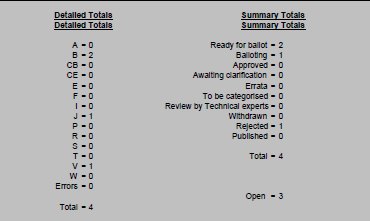 Detailed Totals
Detailed Totals
A - 0
B - 2
CB - 0
CE - 0
E - 0
F - 0
I - 0
J - 1
P - 0
R - 0
S - 0
T - 0
V - 1
W - 0
Errors - 0
Total - 4
Summary Totals
Summary Totals
Ready for ballot - 2
Balloting - 1
Approved - 0
Awaiting clarification - 0
Errata - 0
To be categorised - 0
Review by Technical experts - 0
Withdrawn - 0
Rejected - 1
Published - 0
Total - 4
Open - 3